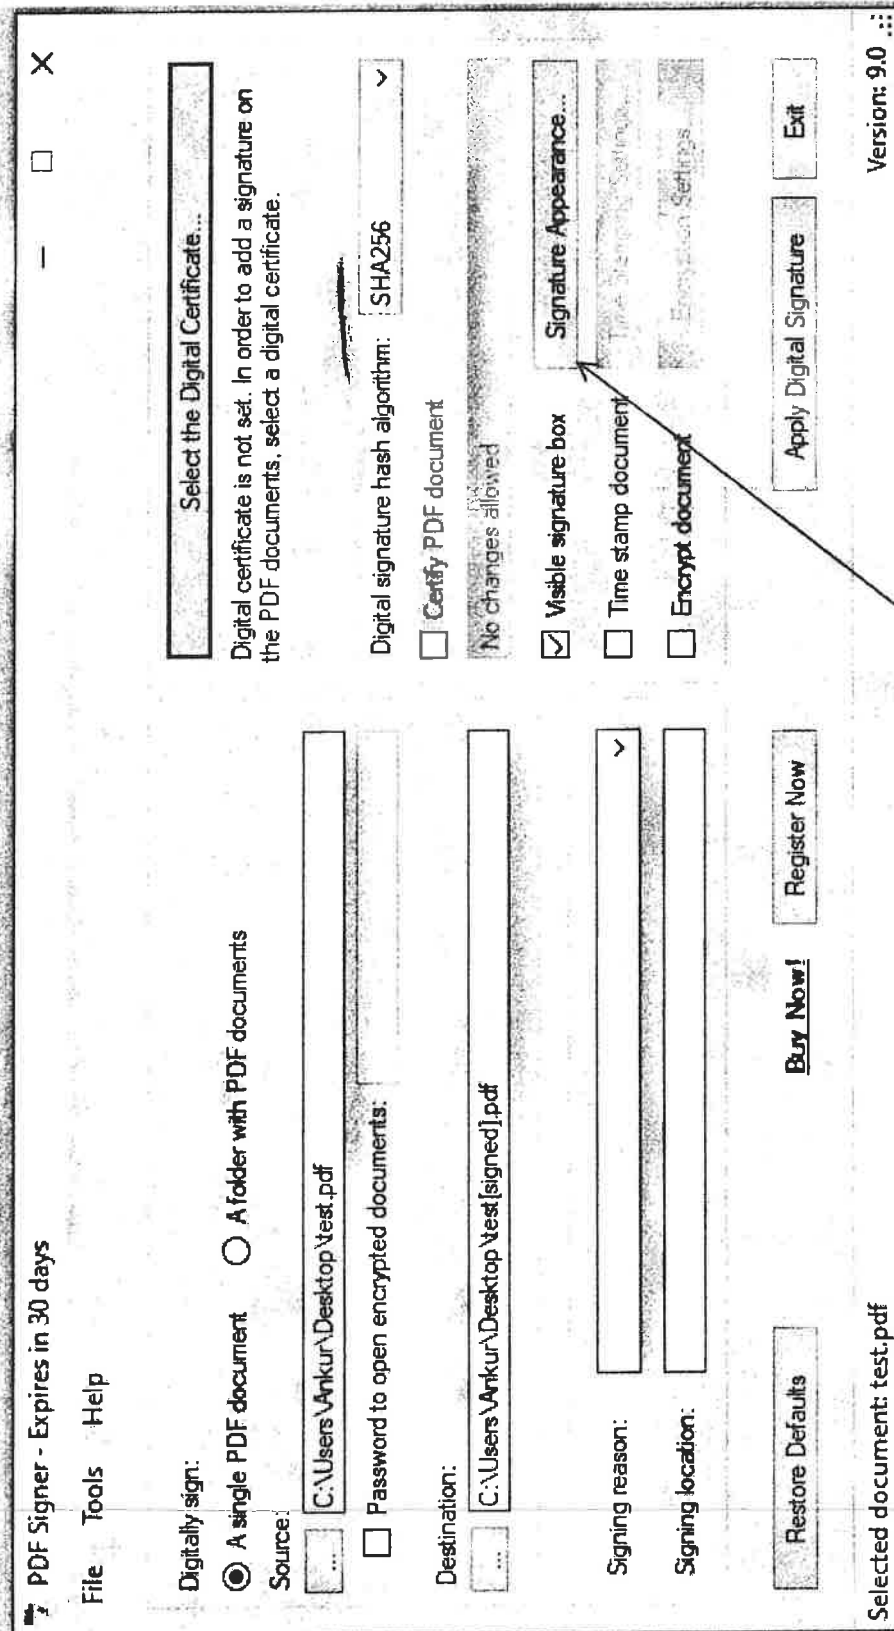 PDF Signer - Expires in 30 days
File Tools Help
Digitally sign:
A single PDF document A folder with PDF documents
Source:
... C:\Users\Ankur\Desktop\test.pdf
Password to open encrypted documents:
Destination:
... C:\Users\Ankur\Desktop\test[signed].pdf
Signing reason:
Signing location:
Select the Digital Certificate...
Digital certificate is not set. In order to add a signature on
the PDF documents, select a digital certificate.
Digital signature hash algorithm: SHA256
Certify PDF document
No changes allowed
Visible signature box Signature Appearance...
Time stamp document Time Stamping Settings...
Encrypt document Encryption Settings...
Restore Defaults Buy Now! Register Now Apply Digital Signature Exit
Selected document: test.pdf Version: 9.0